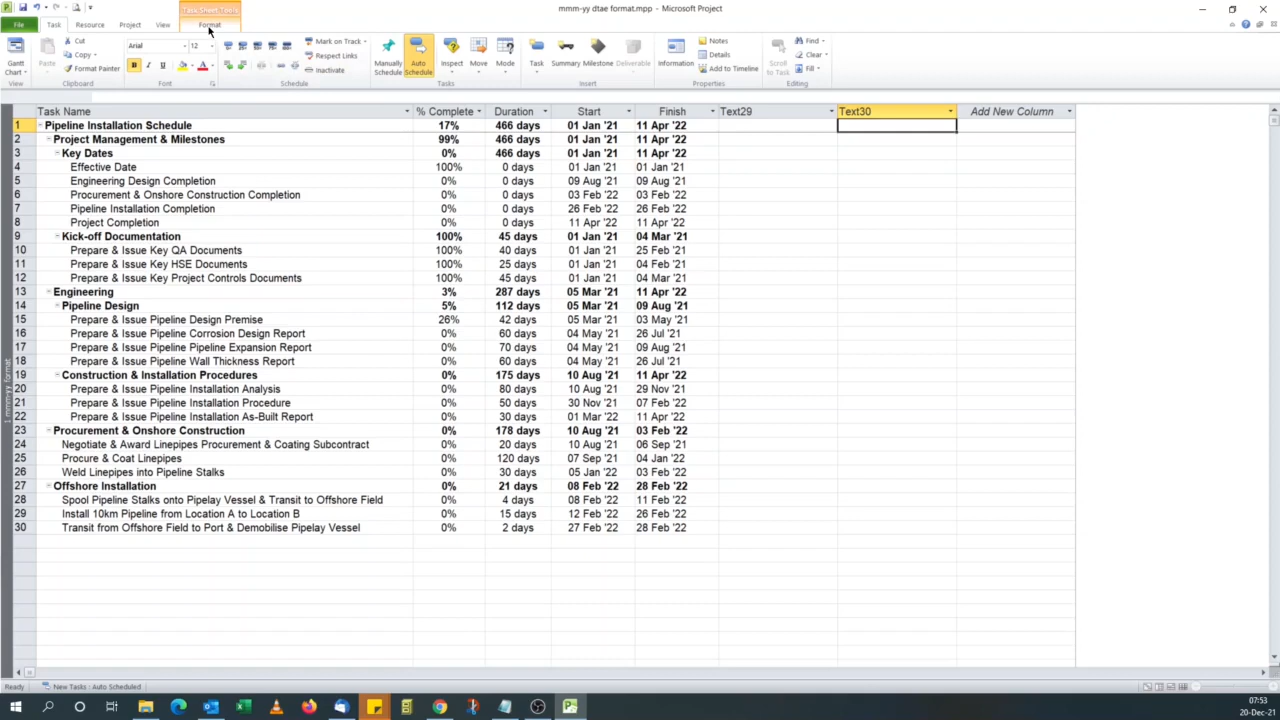 Task Sheet Tools
mmm-yy dtae format.mpp - Microsoft Project
File Task Resource Project View Format
Gantt Chart
View
Paste
Cut
Copy
Format Painter
Clipboard
Arial 12
B I U
Font
Mark on Track
Respect Links
Inactivate
Schedule
Manually Schedule
Auto Schedule
Tasks
Inspect Move Mode
Task Summary Milestone Deliverable
Insert
Information
Notes
Details
Add to Timeline
Properties
Scroll to Task
Find
Clear
Fill
Editing
Task Name % Complete Duration Start Finish Text29 Text30 Add New Column
1 Pipeline Installation Schedule 17% 466 days 01 Jan '21 11 Apr '22
2 Project Management & Milestones 99% 466 days 01 Jan '21 11 Apr '22
3 Key Dates 0% 466 days 01 Jan '21 11 Apr '22
4 Effective Date 100% 0 days 01 Jan '21 01 Jan '21
5 Engineering Design Completion 0% 0 days 09 Aug '21 09 Aug '21
6 Procurement & Onshore Construction Completion 0% 0 days 03 Feb '22 03 Feb '22
7 Pipeline Installation Completion 0% 0 days 26 Feb '22 26 Feb '22
8 Project Completion 0% 0 days 11 Apr '22 11 Apr '22
9 Kick-off Documentation 100% 45 days 01 Jan '21 04 Mar '21
10 Prepare & Issue Key QA Documents 100% 40 days 01 Jan '21 25 Feb '21
11 Prepare & Issue Key HSE Documents 100% 25 days 01 Jan '21 04 Feb '21
12 Prepare & Issue Key Project Controls Documents 100% 45 days 01 Jan '21 04 Mar '21
13 Engineering 3% 287 days 05 Mar '21 11 Apr '22
14 Pipeline Design 5% 112 days 05 Mar '21 09 Aug '21
15 Prepare & Issue Pipeline Design Premise 26% 42 days 05 Mar '21 03 May '21
16 Prepare & Issue Pipeline Corrosion Design Report 0% 60 days 04 May '21 26 Jul '21
17 Prepare & Issue Pipeline Pipeline Expansion Report 0% 70 days 04 May '21 09 Aug '21
18 Prepare & Issue Pipeline Wall Thickness Report 0% 60 days 04 May '21 26 Jul '21
19 Construction & Installation Procedures 0% 175 days 10 Aug '21 11 Apr '22
20 Prepare & Issue Pipeline Installation Analysis 0% 80 days 10 Aug '21 29 Nov '21
21 Prepare & Issue Pipeline Installation Procedure 0% 50 days 30 Nov '21 07 Feb '22
22 Prepare & Issue Pipeline Installation As-Built Report 0% 30 days 01 Mar '22 11 Apr '22
23 Procurement & Onshore Construction 0% 178 days 10 Aug '21 03 Feb '22
24 Negotiate & Award Linepipes Procurement & Coating Subcontract 0% 20 days 10 Aug '21 06 Sep '21
25 Procure & Coat Linepipes 0% 120 days 07 Sep '21 04 Jan '22
26 Weld Linepipes into Pipeline Stalks 0% 30 days 05 Jan '22 03 Feb '22
27 Offshore Installation 0% 21 days 08 Feb '22 28 Feb '22
28 Spool Pipeline Stalks onto Pipelay Vessel & Transit to Offshore Field 0% 4 days 08 Feb '22 11 Feb '22
29 Install 10km Pipeline from Location A to Location B 0% 15 days 12 Feb '22 26 Feb '22
30 Transit from Offshore Field to Port & Demobilise Pipelay Vessel 0% 2 days 27 Feb '22 28 Feb '22
1 mmm-yy format
Ready New Tasks : Auto Scheduled
07:53
20-Dec-21